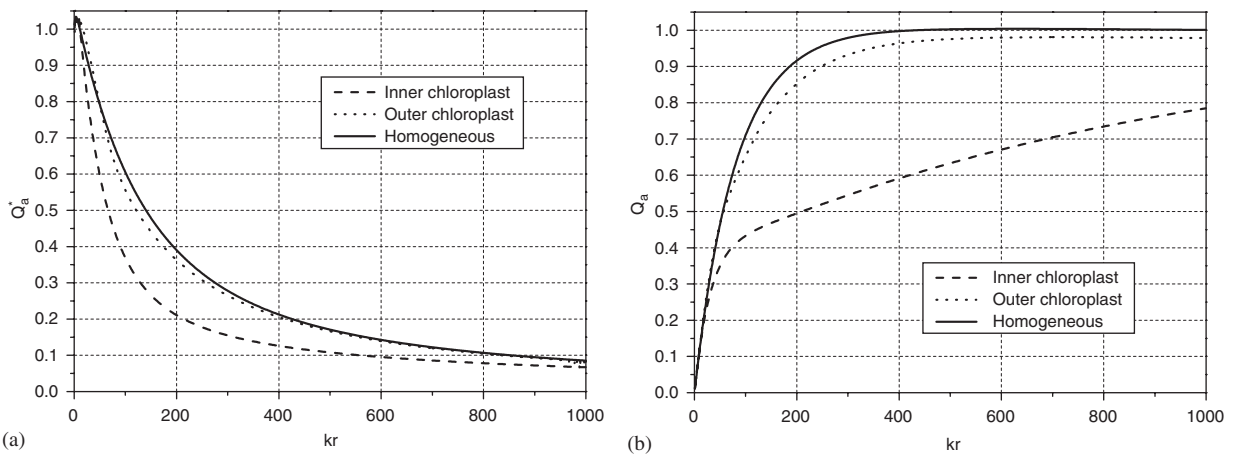 1.0
0.9
0.8
0.7
0.6
0.5
0.4
0.3
0.2
0.1
0.0
Q*a
Inner chloroplast
Outer chloroplast
Homogeneous
0 200 400 600 800 1000
kr
(a)
1.0
0.9
0.8
0.7
0.6
0.5
0.4
0.3
0.2
0.1
0.0
Qa
Inner chloroplast
Outer chloroplast
Homogeneous
0 200 400 600 800 1000
kr
(b)